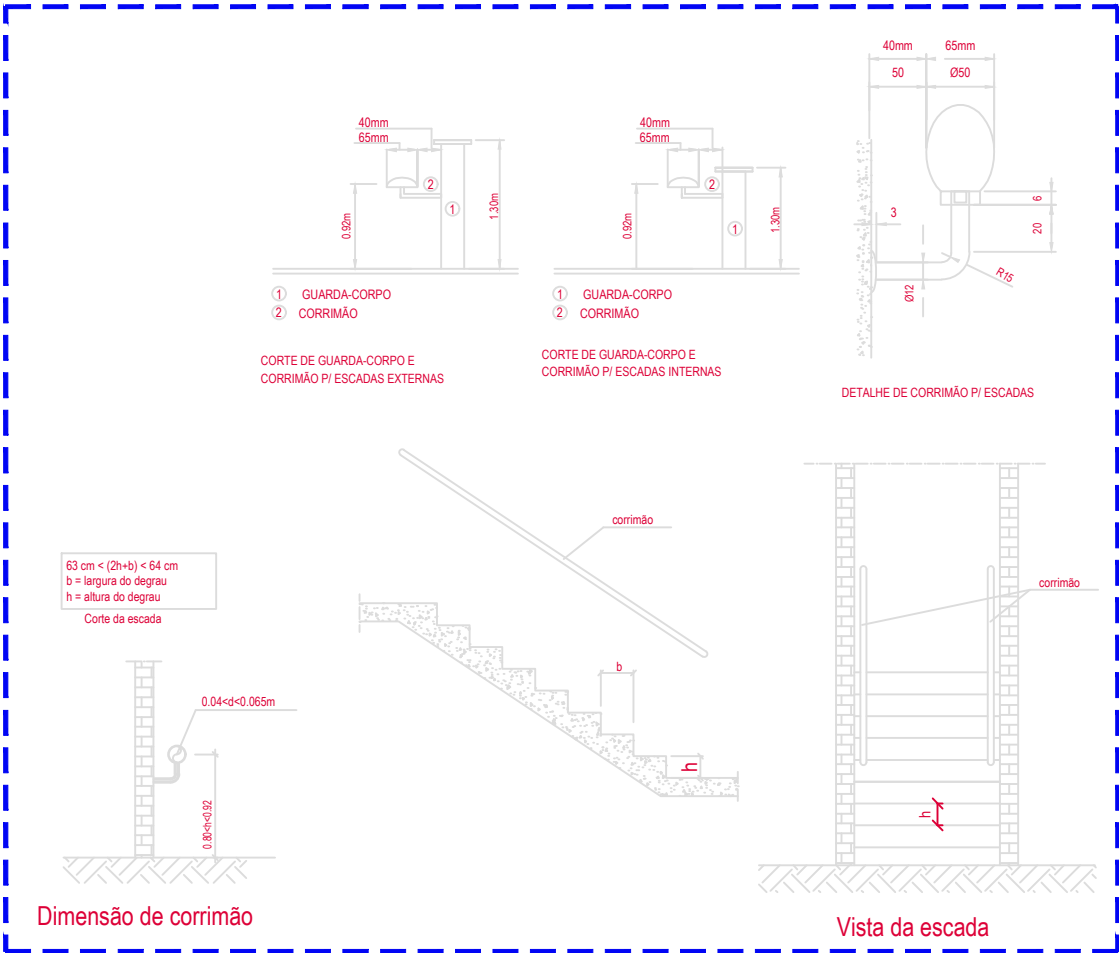 40mm
65mm
0.92m
2
1
1.30m
1 GUARDA-CORPO
2 CORRIMÃO
CORTE DE GUARDA-CORPO E
CORRIMÃO P/ ESCADAS EXTERNAS
40mm
65mm
0.92m
2
1
1.30m
1 GUARDA-CORPO
2 CORRIMÃO
CORTE DE GUARDA-CORPO E
CORRIMÃO P/ ESCADAS INTERNAS
40mm 65mm
50 Ø50
6
20
3
R15
Ø12
DETALHE DE CORRIMÃO P/ ESCADAS
63 cm < (2h+b) < 64 cm
b = largura do degrau
h = altura do degrau
Corte da escada
0.04<d<0.065m
0.80<h<0.92
Dimensão de corrimão
corrimão
b
h
corrimão
h
Vista da escada